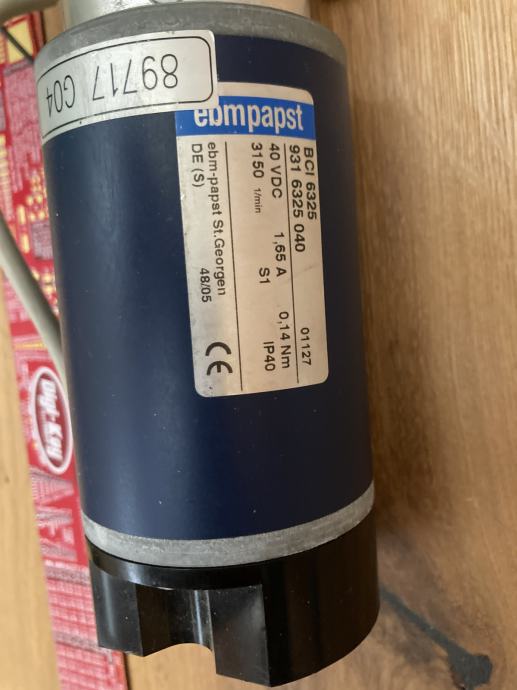 89717 G04
ebmpapst
BCI 6325
931 6325 040 01127
40 VDC 1,65 A 0,14 Nm
3150 1/min S1 IP40
ebm-papst St.Georgen 48/05
DE (S)
CE
Digi-Key